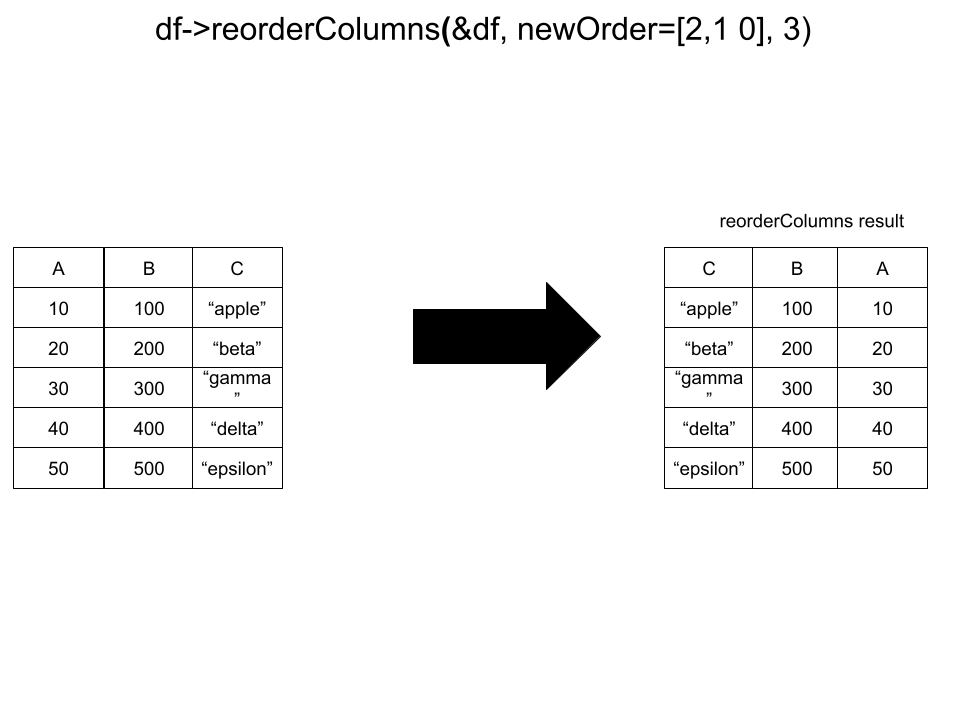 df->reorderColumns(&df, newOrder=[2,1 0], 3)
reorderColumns result
A B C
10 100 “apple”
20 200 “beta”
30 300 “gamma
”
40 400 “delta”
50 500 “epsilon”
C B A
“apple” 100 10
“beta” 200 20
“gamma
” 300 30
“delta” 400 40
“epsilon” 500 50